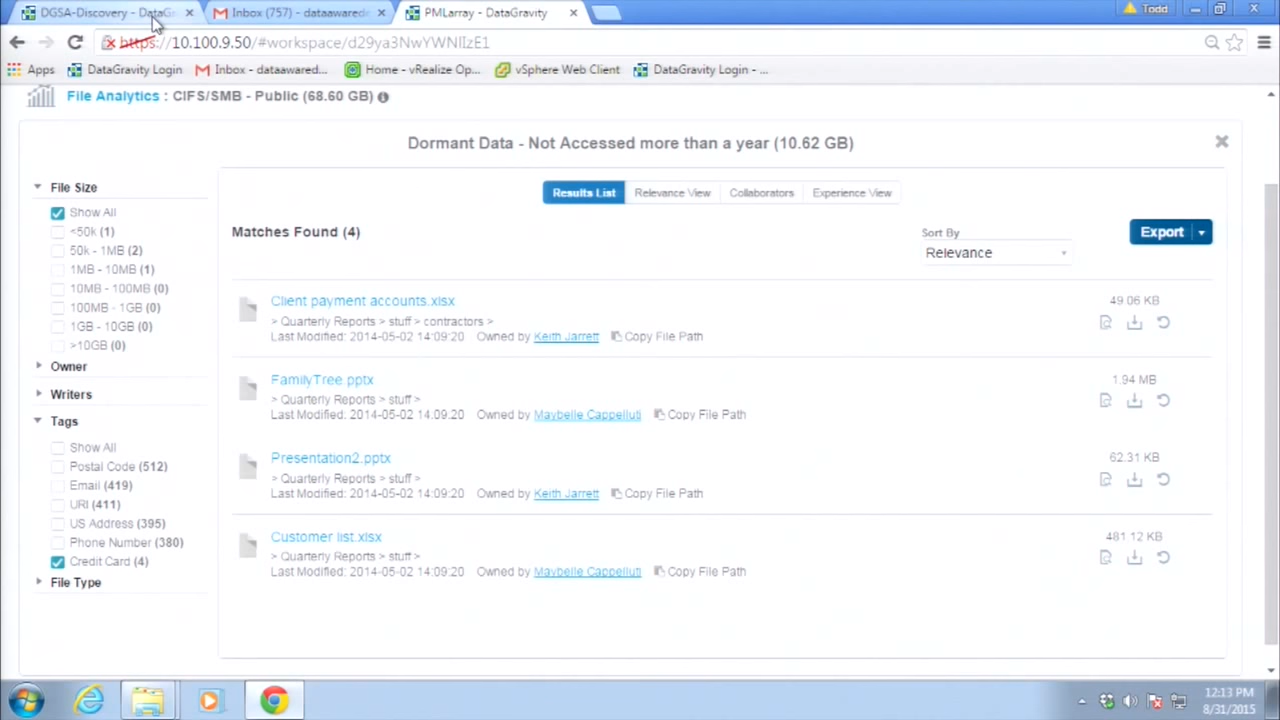 DGSA-Discovery - DataGr
Inbox (757) - dataawarede
PMLarray - DataGravity
Todd
https://10.100.9.50/#workspace/d29ya3NwYWNlIzE1
Apps
DataGravity Login
Inbox - dataawared...
Home - vRealize Op...
vSphere Web Client
DataGravity Login - ...
File Analytics : CIFS/SMB - Public (68.60 GB)
Dormant Data - Not Accessed more than a year (10.62 GB)
File Size
Show All
<50k (1)
50k - 1MB (2)
1MB - 10MB (1)
10MB - 100MB (0)
100MB - 1GB (0)
1GB - 10GB (0)
>10GB (0)
Owner
Writers
Tags
Show All
Postal Code (512)
Email (419)
URI (411)
US Address (395)
Phone Number (380)
Credit Card (4)
File Type
Results List
Relevance View
Collaborators
Experience View
Matches Found (4)
Sort By
Relevance
Export
Client payment accounts.xlsx
49.06 KB
> Quarterly Reports > stuff > contractors >
Last Modified: 2014-05-02 14:09:20 Owned by Keith Jarrett Copy File Path
FamilyTree.pptx
1.94 MB
> Quarterly Reports > stuff >
Last Modified: 2014-05-02 14:09:20 Owned by Maybelle Cappelluti Copy File Path
Presentation2.pptx
62.31 KB
> Quarterly Reports > stuff >
Last Modified: 2014-05-02 14:09:20 Owned by Keith Jarrett Copy File Path
Customer list.xlsx
481.12 KB
> Quarterly Reports > stuff >
Last Modified: 2014-05-02 14:09:20 Owned by Maybelle Cappelluti Copy File Path
12:13 PM
8/31/2015